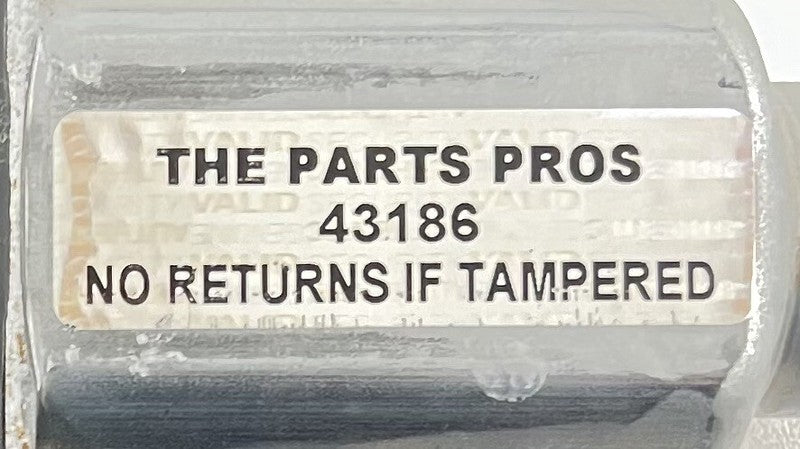 THE PARTS PROS
43186
NO RETURNS IF TAMPERED